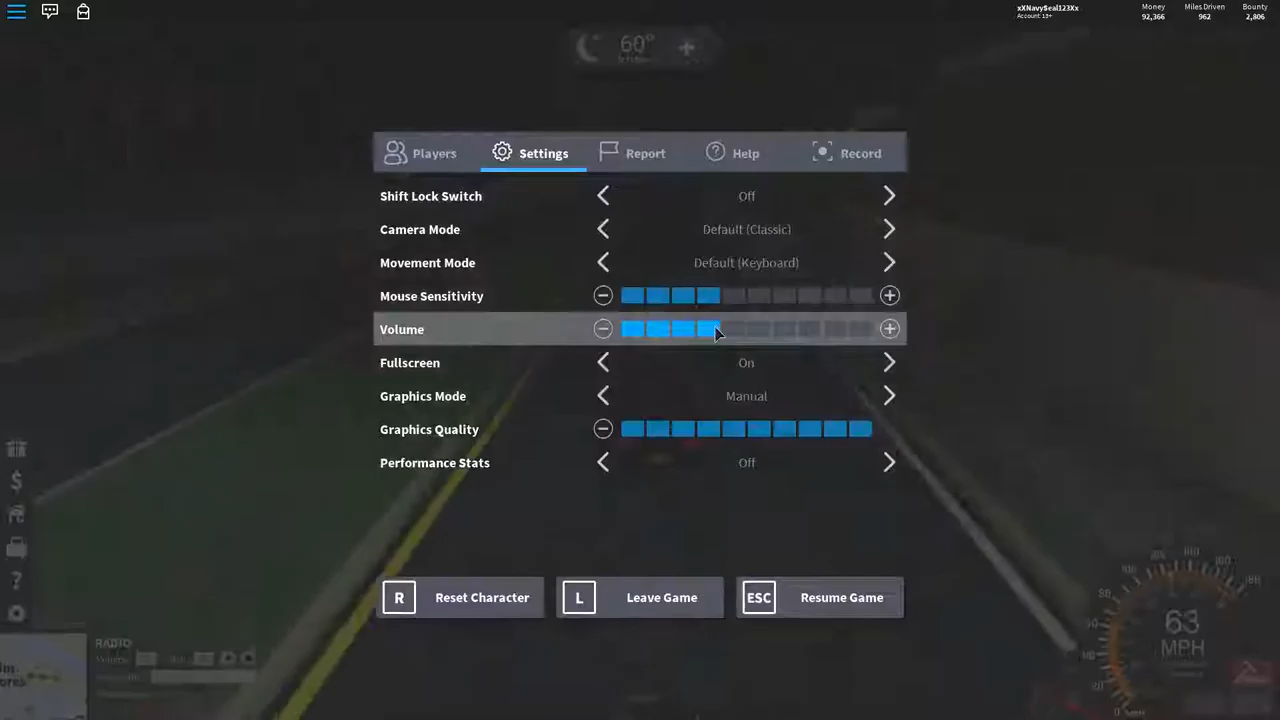 xXNavySeal123Xx
Account: 13+
Money
92,366
Miles Driven
962
Bounty
2,806
60°
Players
Settings
Report
Help
Record
Shift Lock Switch
Off
Camera Mode
Default (Classic)
Movement Mode
Default (Keyboard)
Mouse Sensitivity
Volume
Fullscreen
On
Graphics Mode
Manual
Graphics Quality
Performance Stats
Off
R
Reset Character
L
Leave Game
ESC
Resume Game
$
?
RADIO
Volume
63
MPH